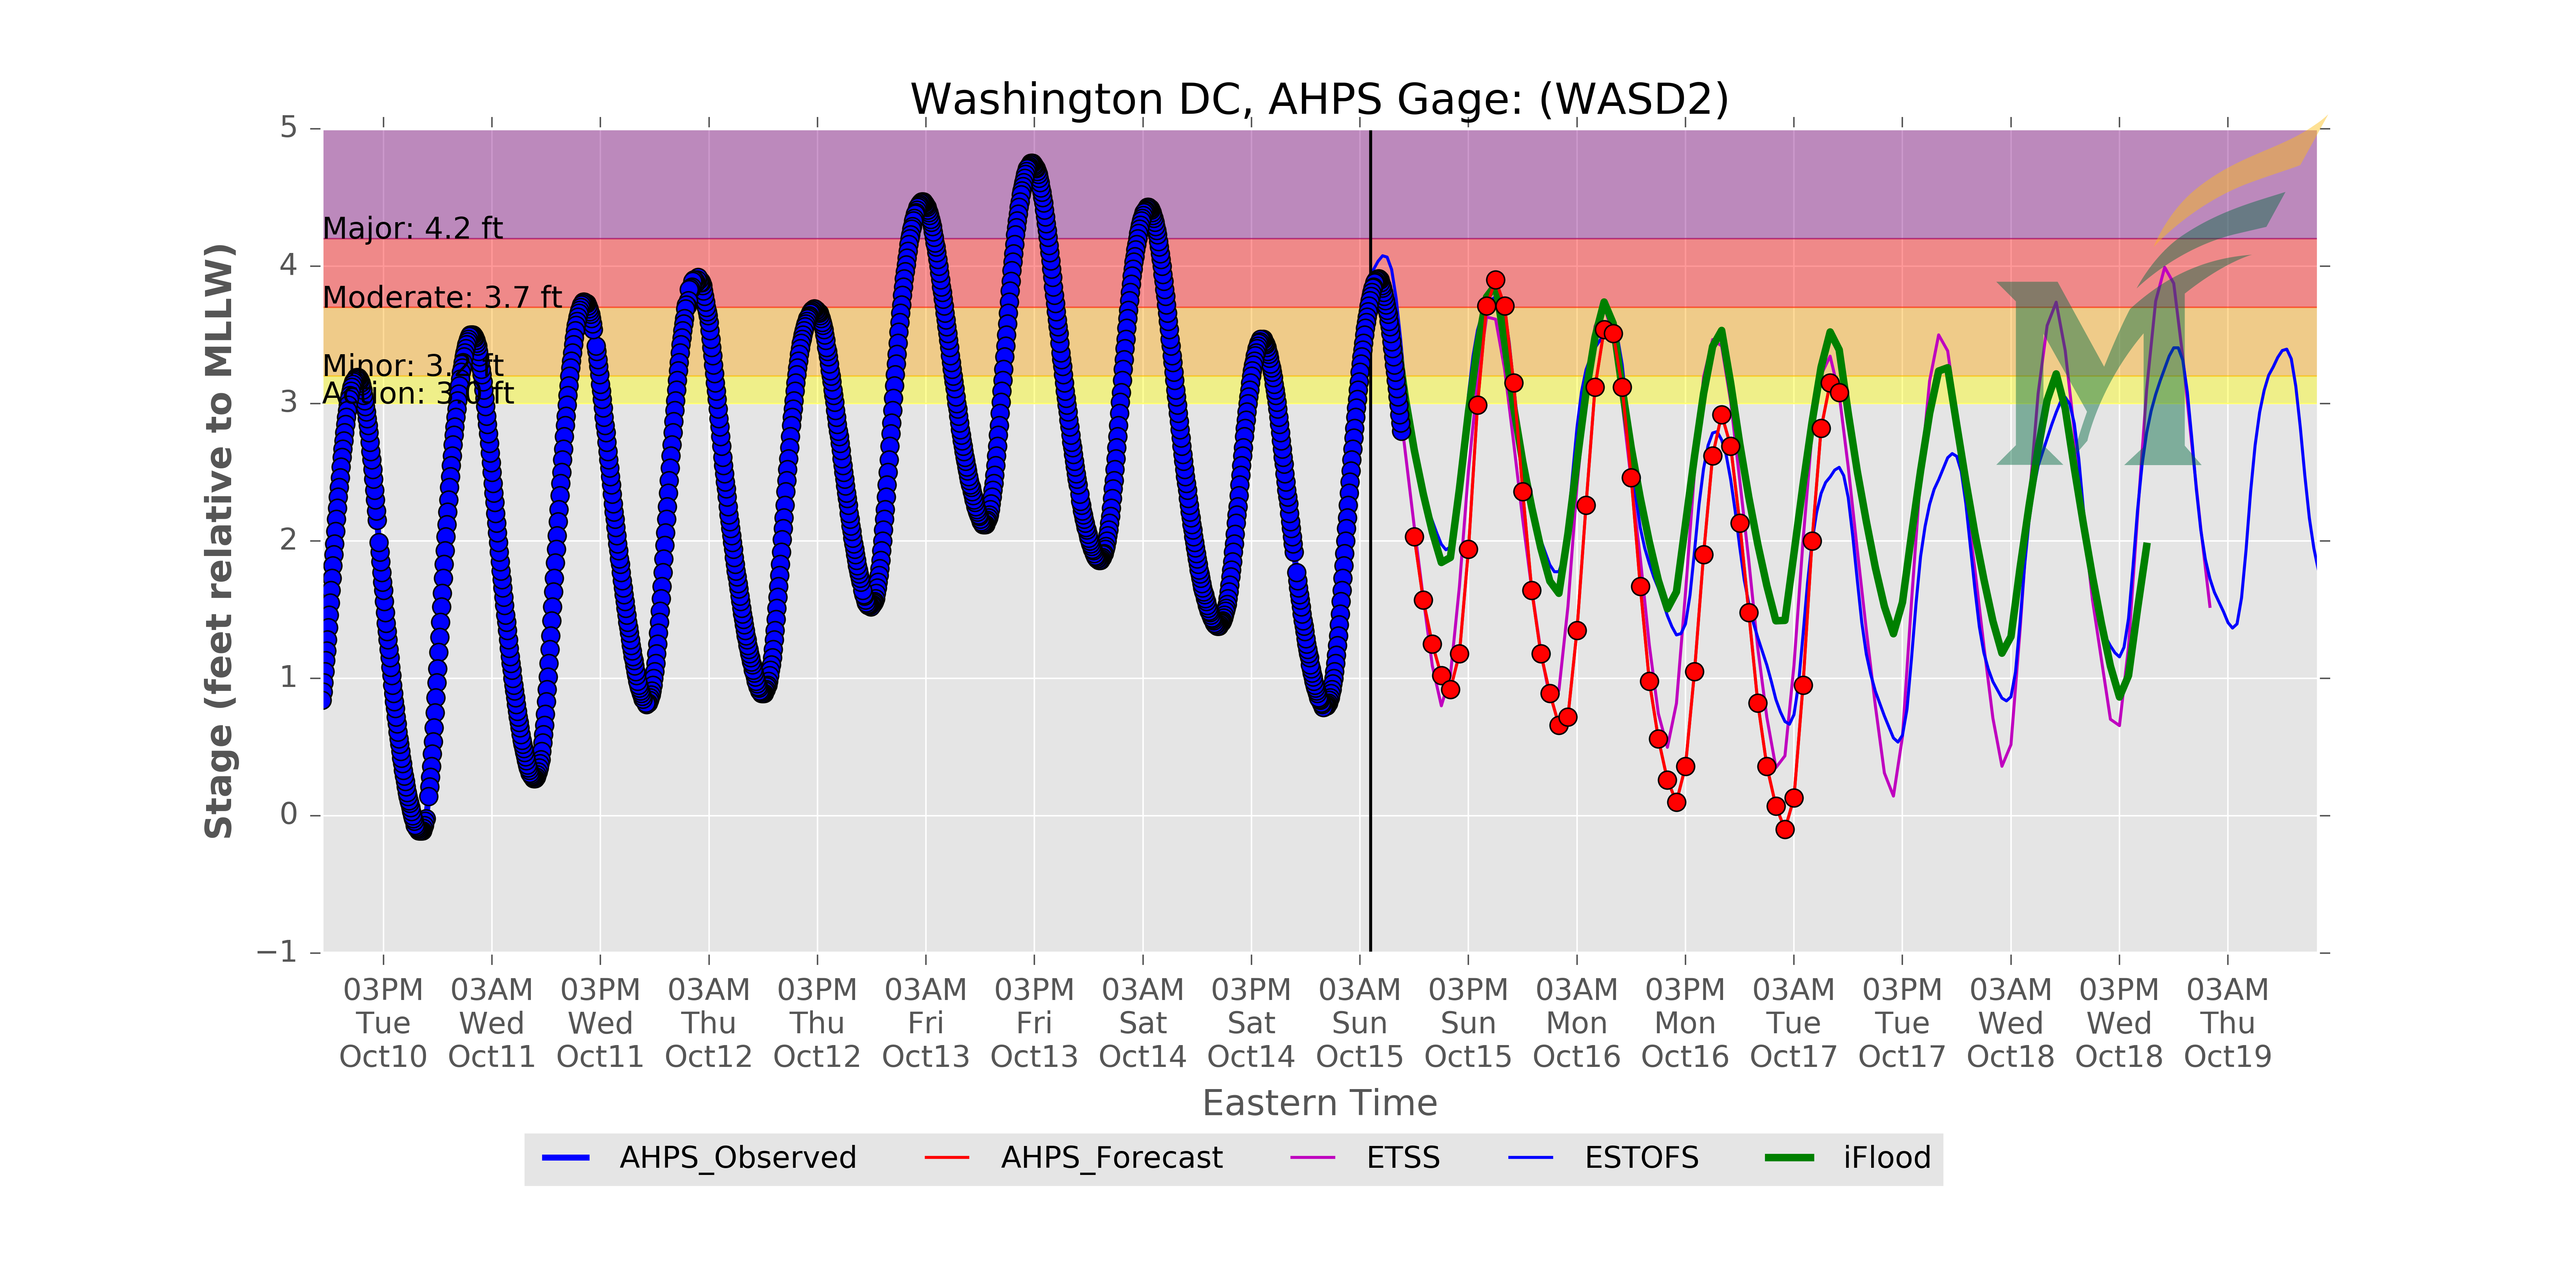 Washington DC, AHPS Gage: (WASD2)
Stage (feet relative to MLLW)
5
4
3
2
1
0
−1
Major: 4.2 ft
Moderate: 3.7 ft
Minor: 3.2 ft
Action: 3.0 ft
03PM 03AM 03PM 03AM 03PM 03AM 03PM 03AM 03PM 03AM 03PM 03AM 03PM 03AM 03PM 03AM 03PM 03AM
Tue Wed Wed Thu Thu Fri Fri Sat Sat Sun Sun Mon Mon Tue Tue Wed Wed Thu
Oct10 Oct11 Oct11 Oct12 Oct12 Oct13 Oct13 Oct14 Oct14 Oct15 Oct15 Oct16 Oct16 Oct17 Oct17 Oct18 Oct18 Oct19
Eastern Time
AHPS_Observed AHPS_Forecast ETSS ESTOFS iFlood